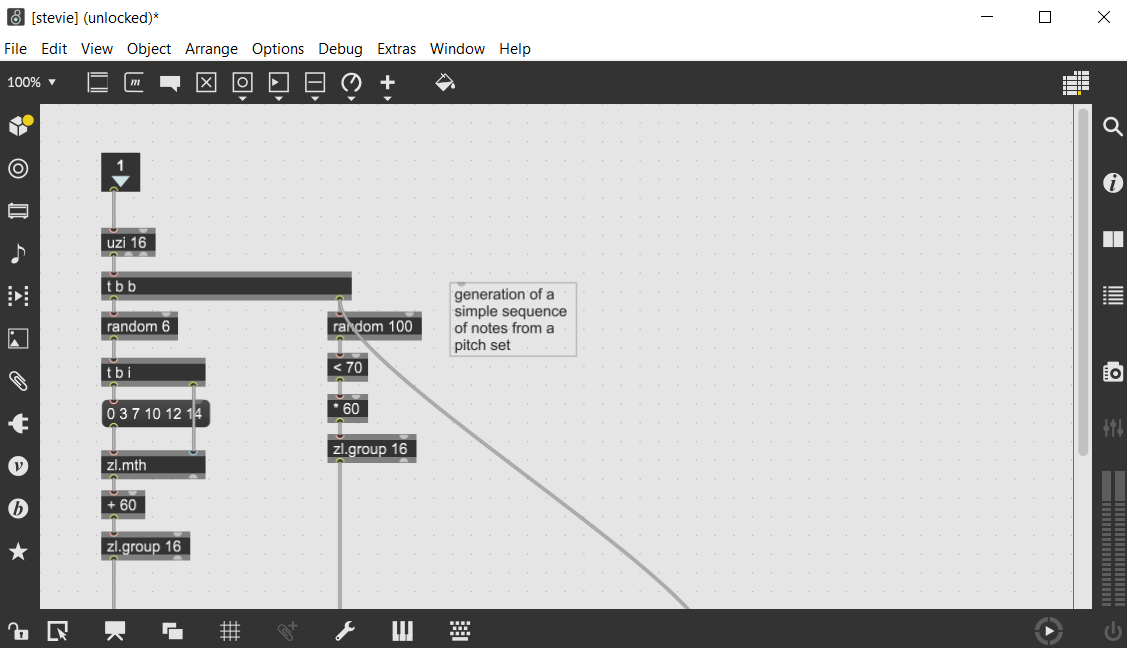 [stevie] (unlocked)*
File Edit View Object Arrange Options Debug Extras Window Help
100%
1
uzi 16
t b b
random 6
random 100
generation of a
simple sequence
of notes from a
pitch set
t b i
< 70
0 3 7 10 12 14
* 60
zl.mth
zl.group 16
+ 60
zl.group 16